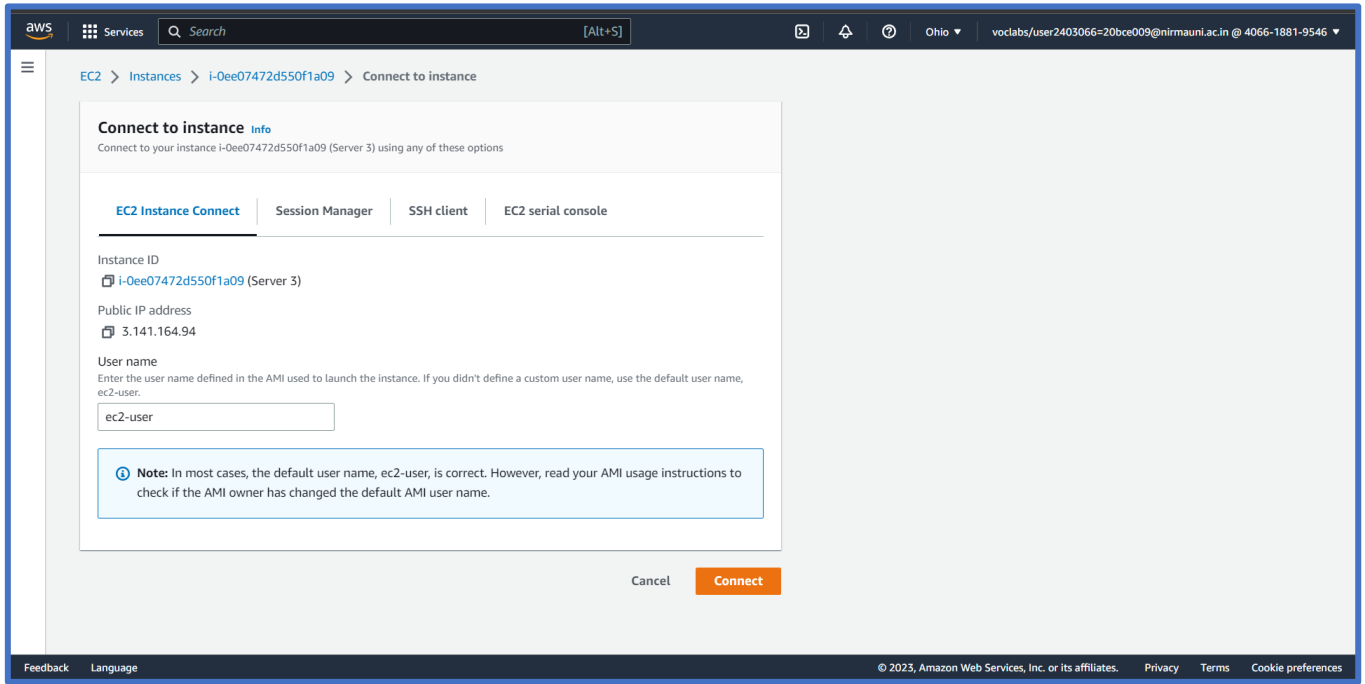 aws Services Search [Alt+S] Ohio ▼ voclabs/user2403066=20bce009@nirmauni.ac.in @ 4066-1881-9546 ▼
EC2 > Instances > i-0ee07472d550f1a09 > Connect to instance
Connect to instance Info
Connect to your instance i-0ee07472d550f1a09 (Server 3) using any of these options
EC2 Instance Connect Session Manager SSH client EC2 serial console
Instance ID
i-0ee07472d550f1a09 (Server 3)
Public IP address
3.141.164.94
User name
Enter the user name defined in the AMI used to launch the instance. If you didn't define a custom user name, use the default user name,
ec2-user.
ec2-user
Note: In most cases, the default user name, ec2-user, is correct. However, read your AMI usage instructions to
check if the AMI owner has changed the default AMI user name.
Cancel Connect
Feedback Language © 2023, Amazon Web Services, Inc. or its affiliates. Privacy Terms Cookie preferences